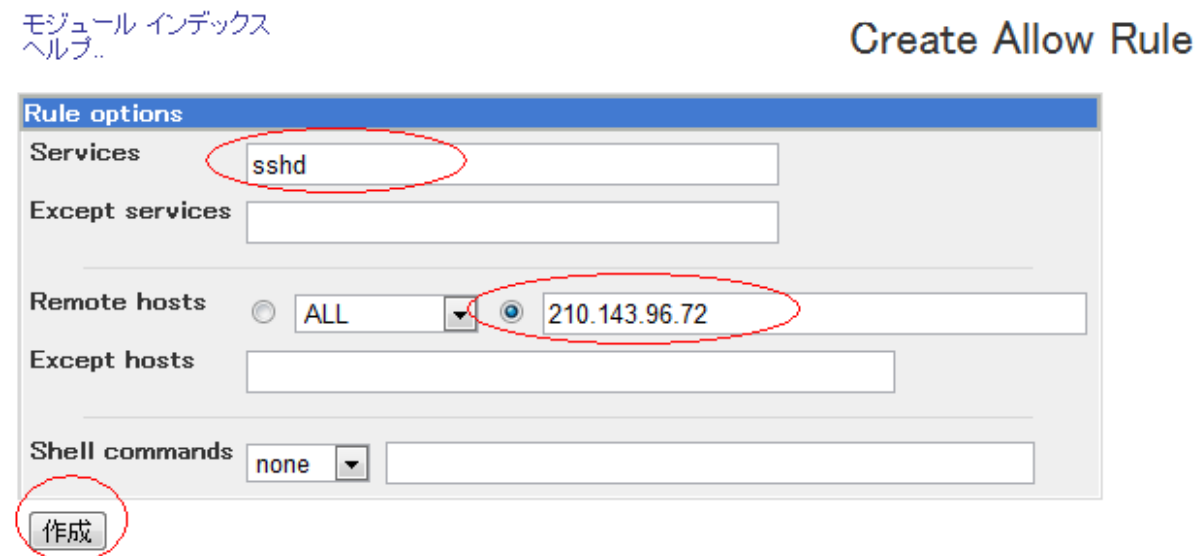 モジュール インデックス
ヘルプ..
Create Allow Rule
Rule options
Services sshd
Except services
Remote hosts ALL 210.143.96.72
Except hosts
Shell commands none
作成